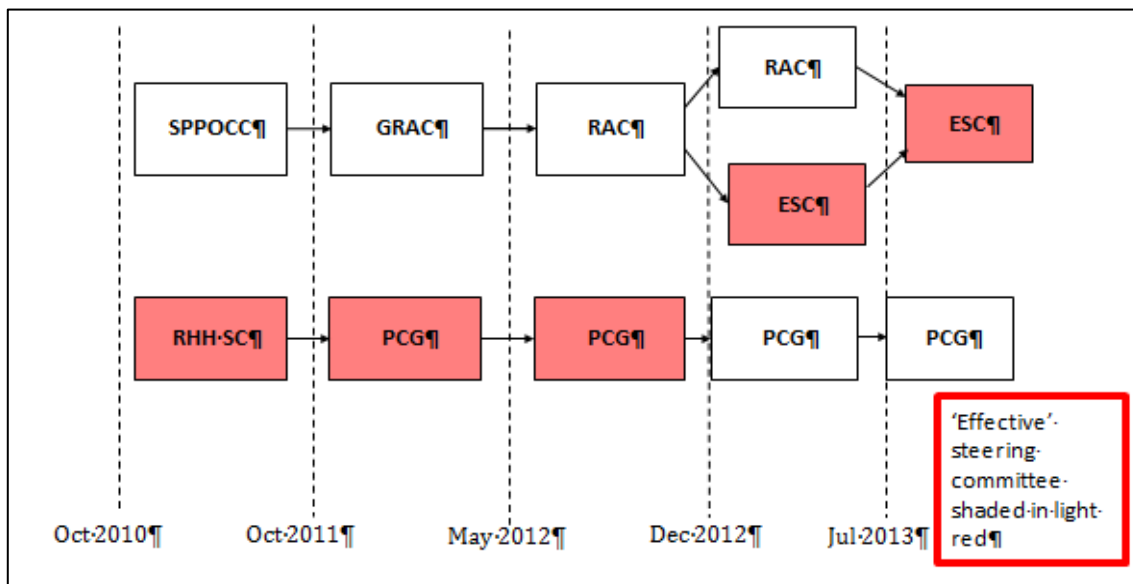 RAC¶
SPPOCC¶
GRAC¶
RAC¶
ESC¶
ESC¶
RHH·SC¶
PCG¶
PCG¶
PCG¶
PCG¶
‘Effective’·
steering·
committee·
shaded·in·light·
red¶
Oct·2010¶
Oct·2011¶
May·2012¶
Dec·2012¶
Jul·2013¶